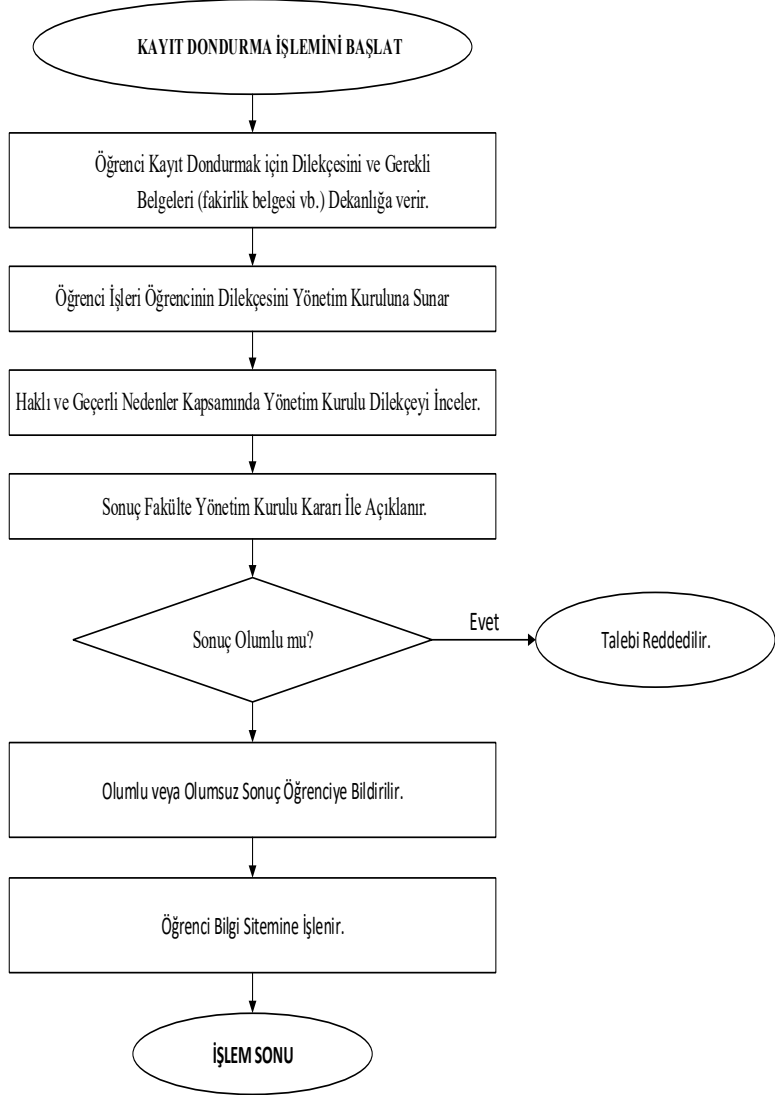 KAYIT DONDURMA İŞLEMİNİ BAŞLAT
Öğrenci Kayıt Dondurmak için Dilekçesini ve Gerekli
Belgeleri (fakirlik belgesi vb.) Dekanlığa verir.
Öğrenci İşleri Öğrencinin Dilekçesini Yönetim Kuruluna Sunar
Haklı ve Geçerli Nedenler Kapsamında Yönetim Kurulu Dilekçeyi İnceler.
Sonuç Fakülte Yönetim Kurulu Kararı İle Açıklanır.
Sonuç Olumlu mu?
Evet
Talebi Reddedilir.
Olumlu veya Olumsuz Sonuç Öğrenciye Bildirilir.
Öğrenci Bilgi Sitemine İşlenir.
İŞLEM SONU